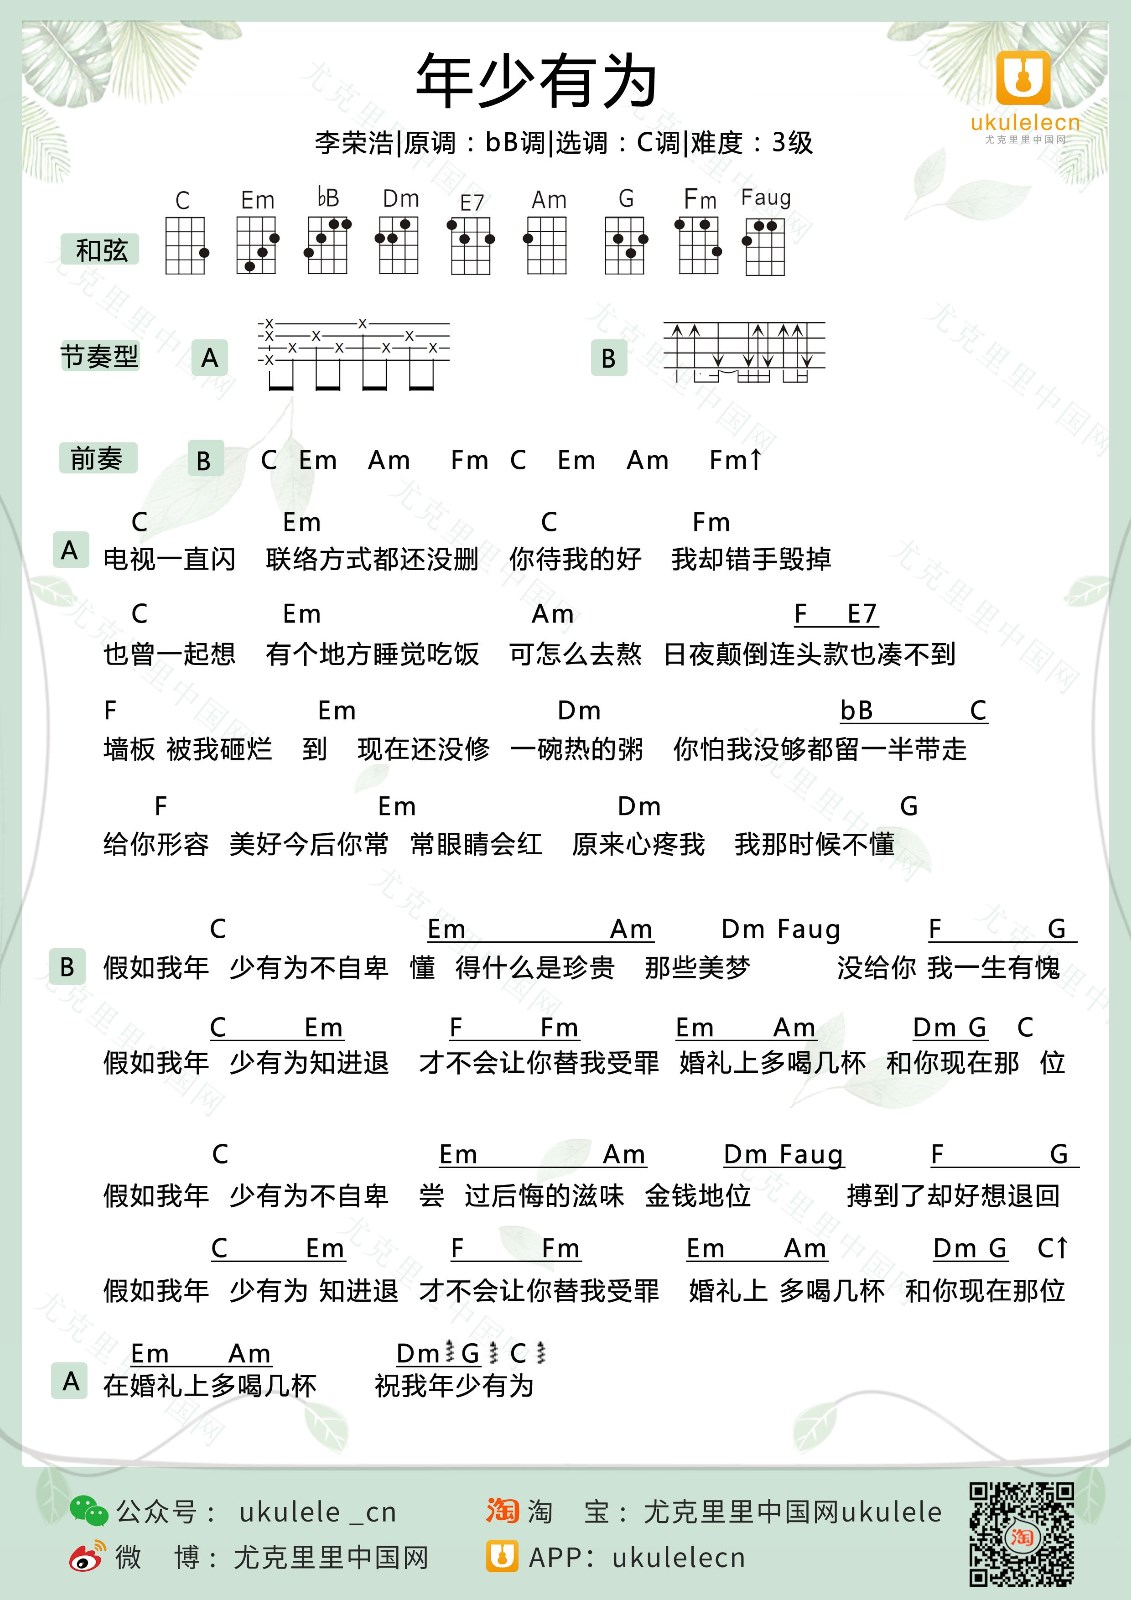 年少有为
ukulelecn
尤克里里中国网
李荣浩|原调：bB调|选调：C调|难度：3级
C Em bB Dm E7 Am G Fm Faug
和弦
节奏型 A B
前奏 B C Em Am Fm C Em Am Fm↑
C Em C Fm
A 电视一直闪 联络方式都还没删 你待我的好 我却错手毁掉
C Em Am F E7
也曾一起想 有个地方睡觉吃饭 可怎么去熬 日夜颠倒连头款也凑不到
F Em Dm bB C
墙板 被我砸烂 到 现在还没修 一碗热的粥 你怕我没够都留一半带走
F Em Dm G
给你形容 美好今后你常 常眼睛会红 原来心疼我 我那时候不懂
C Em Am Dm Faug F G
B 假如我年 少有为不自卑 懂 得什么是珍贵 那些美梦 没给你 我一生有愧
C Em F Fm Em Am Dm G C
假如我年 少有为知进退 才不会让你替我受罪 婚礼上多喝几杯 和你现在那 位
C Em Am Dm Faug F G
假如我年 少有为不自卑 尝 过后悔的滋味 金钱地位 搏到了却好想退回
C Em F Fm Em Am Dm G C↑
假如我年 少有为 知进退 才不会让你替我受罪 婚礼上 多喝几杯 和你现在那位
Em Am Dm G C
A 在婚礼上多喝几杯 祝我年少有为
公众号： ukulele _cn
淘 淘 宝：尤克里里中国网ukulele
微 博：尤克里里中国网
APP：ukulelecn
淘